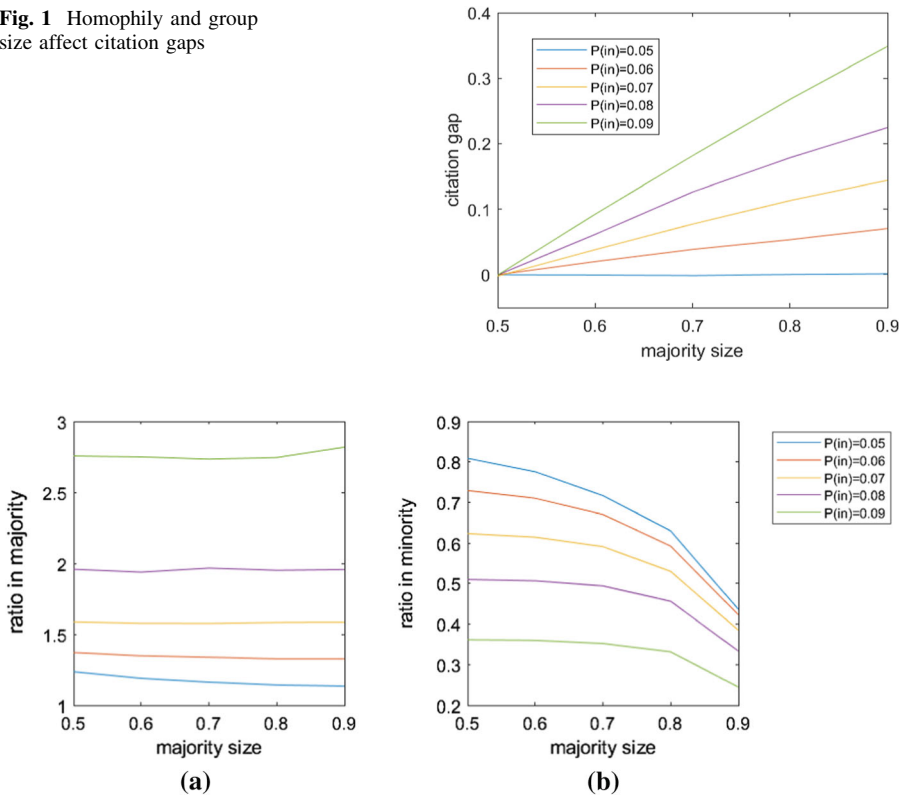 Fig. 1 Homophily and group
size affect citation gaps
0.4
0.3
0.2
0.1
0
citation gap
P(in)=0.05
P(in)=0.06
P(in)=0.07
P(in)=0.08
P(in)=0.09
0.5 0.6 0.7 0.8 0.9
majority size
3
2.5
2
1.5
1
ratio in majority
0.5 0.6 0.7 0.8 0.9
majority size
(a)
0.9
0.8
0.7
0.6
0.5
0.4
0.3
0.2
ratio in minority
0.5 0.6 0.7 0.8 0.9
majority size
(b)
P(in)=0.05
P(in)=0.06
P(in)=0.07
P(in)=0.08
P(in)=0.09